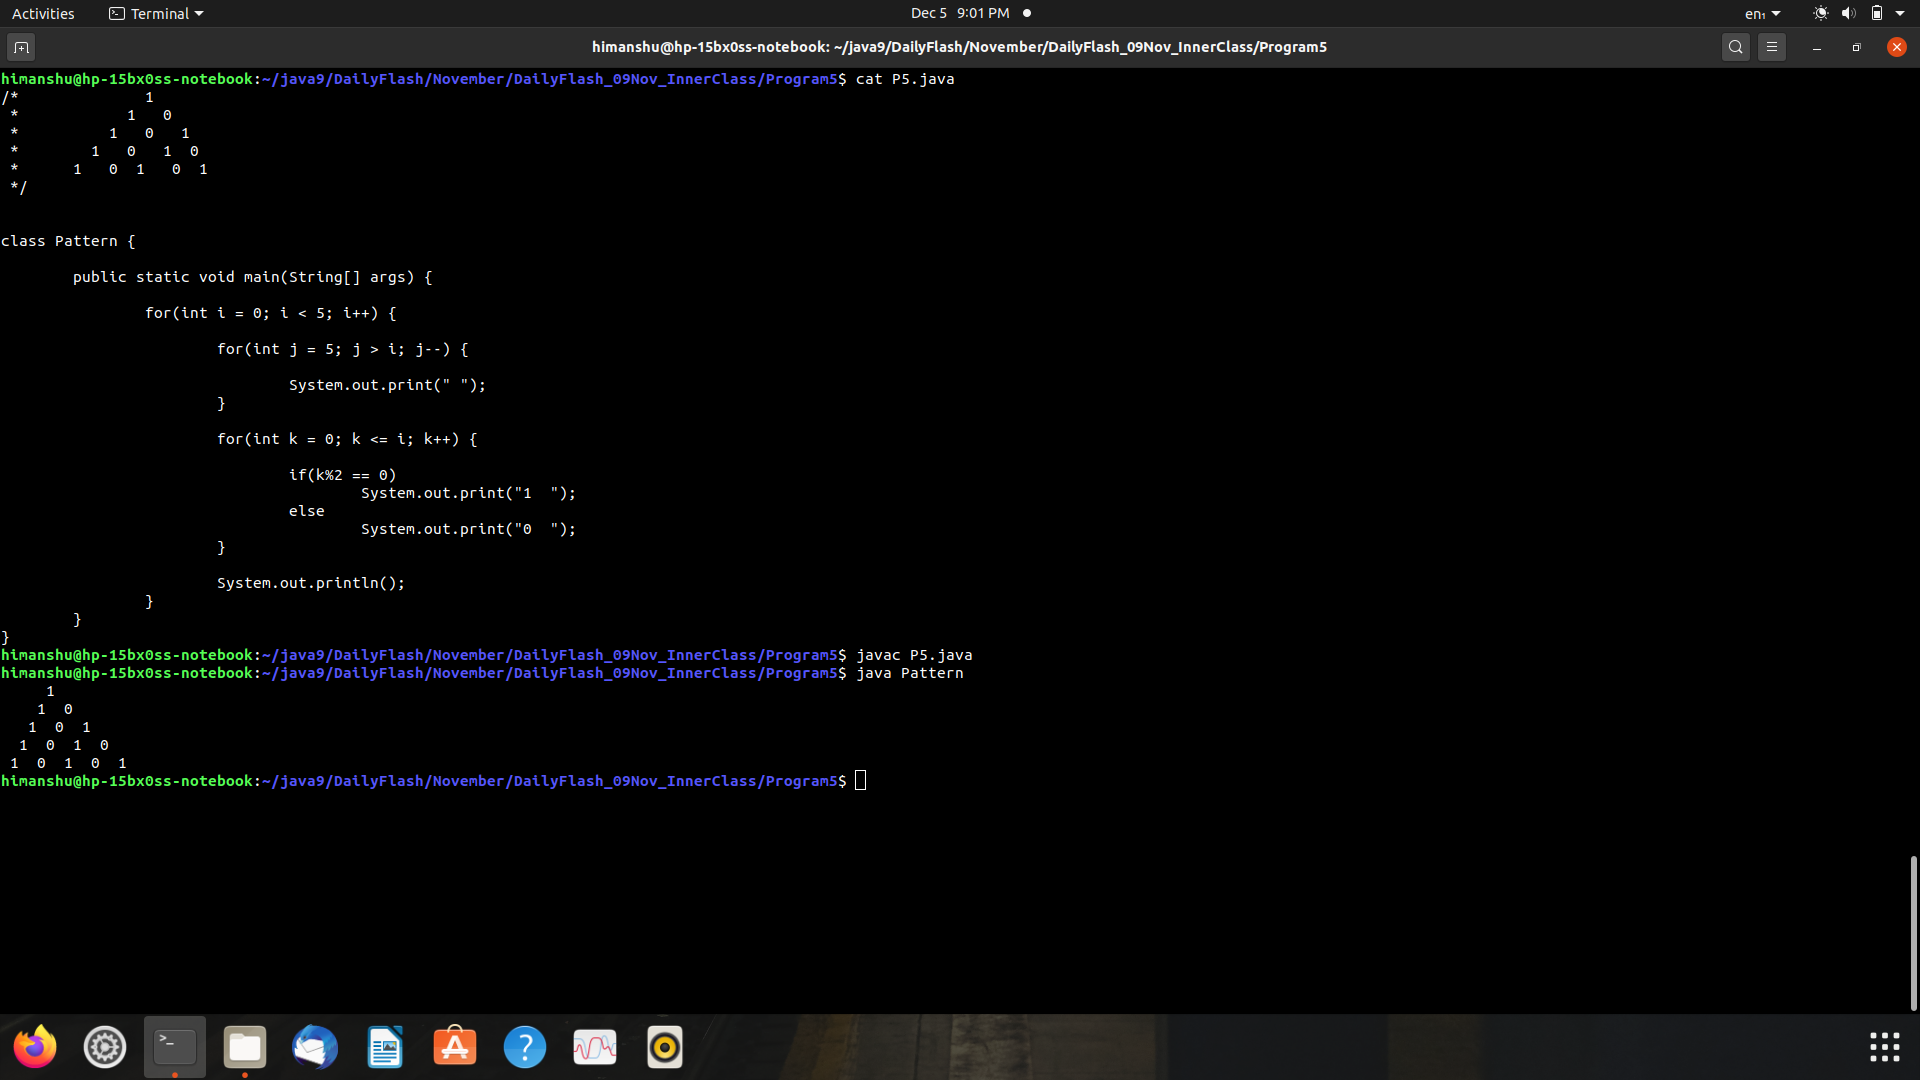 Activities Terminal Dec 5 9:01 PM en₁
himanshu@hp-15bx0ss-notebook: ~/java9/DailyFlash/November/DailyFlash_09Nov_InnerClass/Program5
himanshu@hp-15bx0ss-notebook:~/java9/DailyFlash/November/DailyFlash_09Nov_InnerClass/Program5$ cat P5.java
/*              1
 *            1   0
 *          1   0   1
 *        1   0   1  0
 *      1   0  1   0  1
 */
class Pattern {
        public static void main(String[] args) {
                for(int i = 0; i < 5; i++) {
                        for(int j = 5; j > i; j--) {
                                System.out.print(" ");
                        }
                        for(int k = 0; k <= i; k++) {
                                if(k%2 == 0)
                                        System.out.print("1  ");
                                else
                                        System.out.print("0  ");
                        }
                        System.out.println();
                }
        }
}
himanshu@hp-15bx0ss-notebook:~/java9/DailyFlash/November/DailyFlash_09Nov_InnerClass/Program5$ javac P5.java
himanshu@hp-15bx0ss-notebook:~/java9/DailyFlash/November/DailyFlash_09Nov_InnerClass/Program5$ java Pattern
     1
    1  0
   1  0  1
  1  0  1  0
 1  0  1  0  1
himanshu@hp-15bx0ss-notebook:~/java9/DailyFlash/November/DailyFlash_09Nov_InnerClass/Program5$